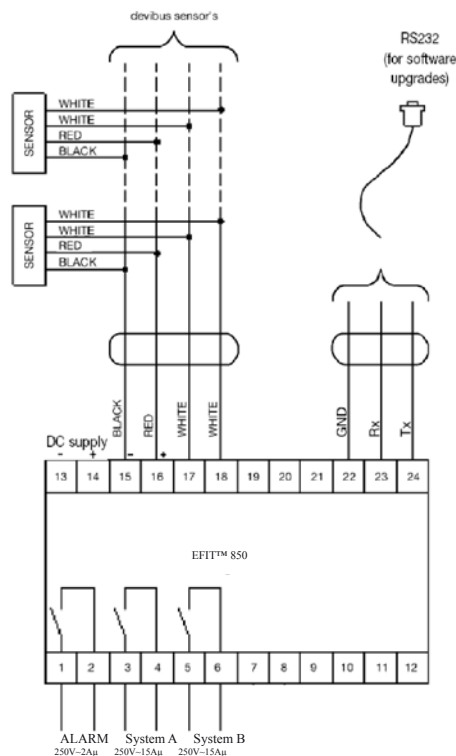 devibus sensor's
RS232
(for software
upgrades)
SENSOR
WHITE
WHITE
RED
BLACK
SENSOR
WHITE
WHITE
RED
BLACK
BLACK
RED
WHITE
WHITE
GND
Rx
Tx
DC supply
- + - +
13 14 15 16 17 18 19 20 21 22 23 24
EFIT™ 850
1 2 3 4 5 6 7 8 9 10 11 12
ALARM System A System B
250V~2Aµ 250V~15Aµ 250V~15Aµ